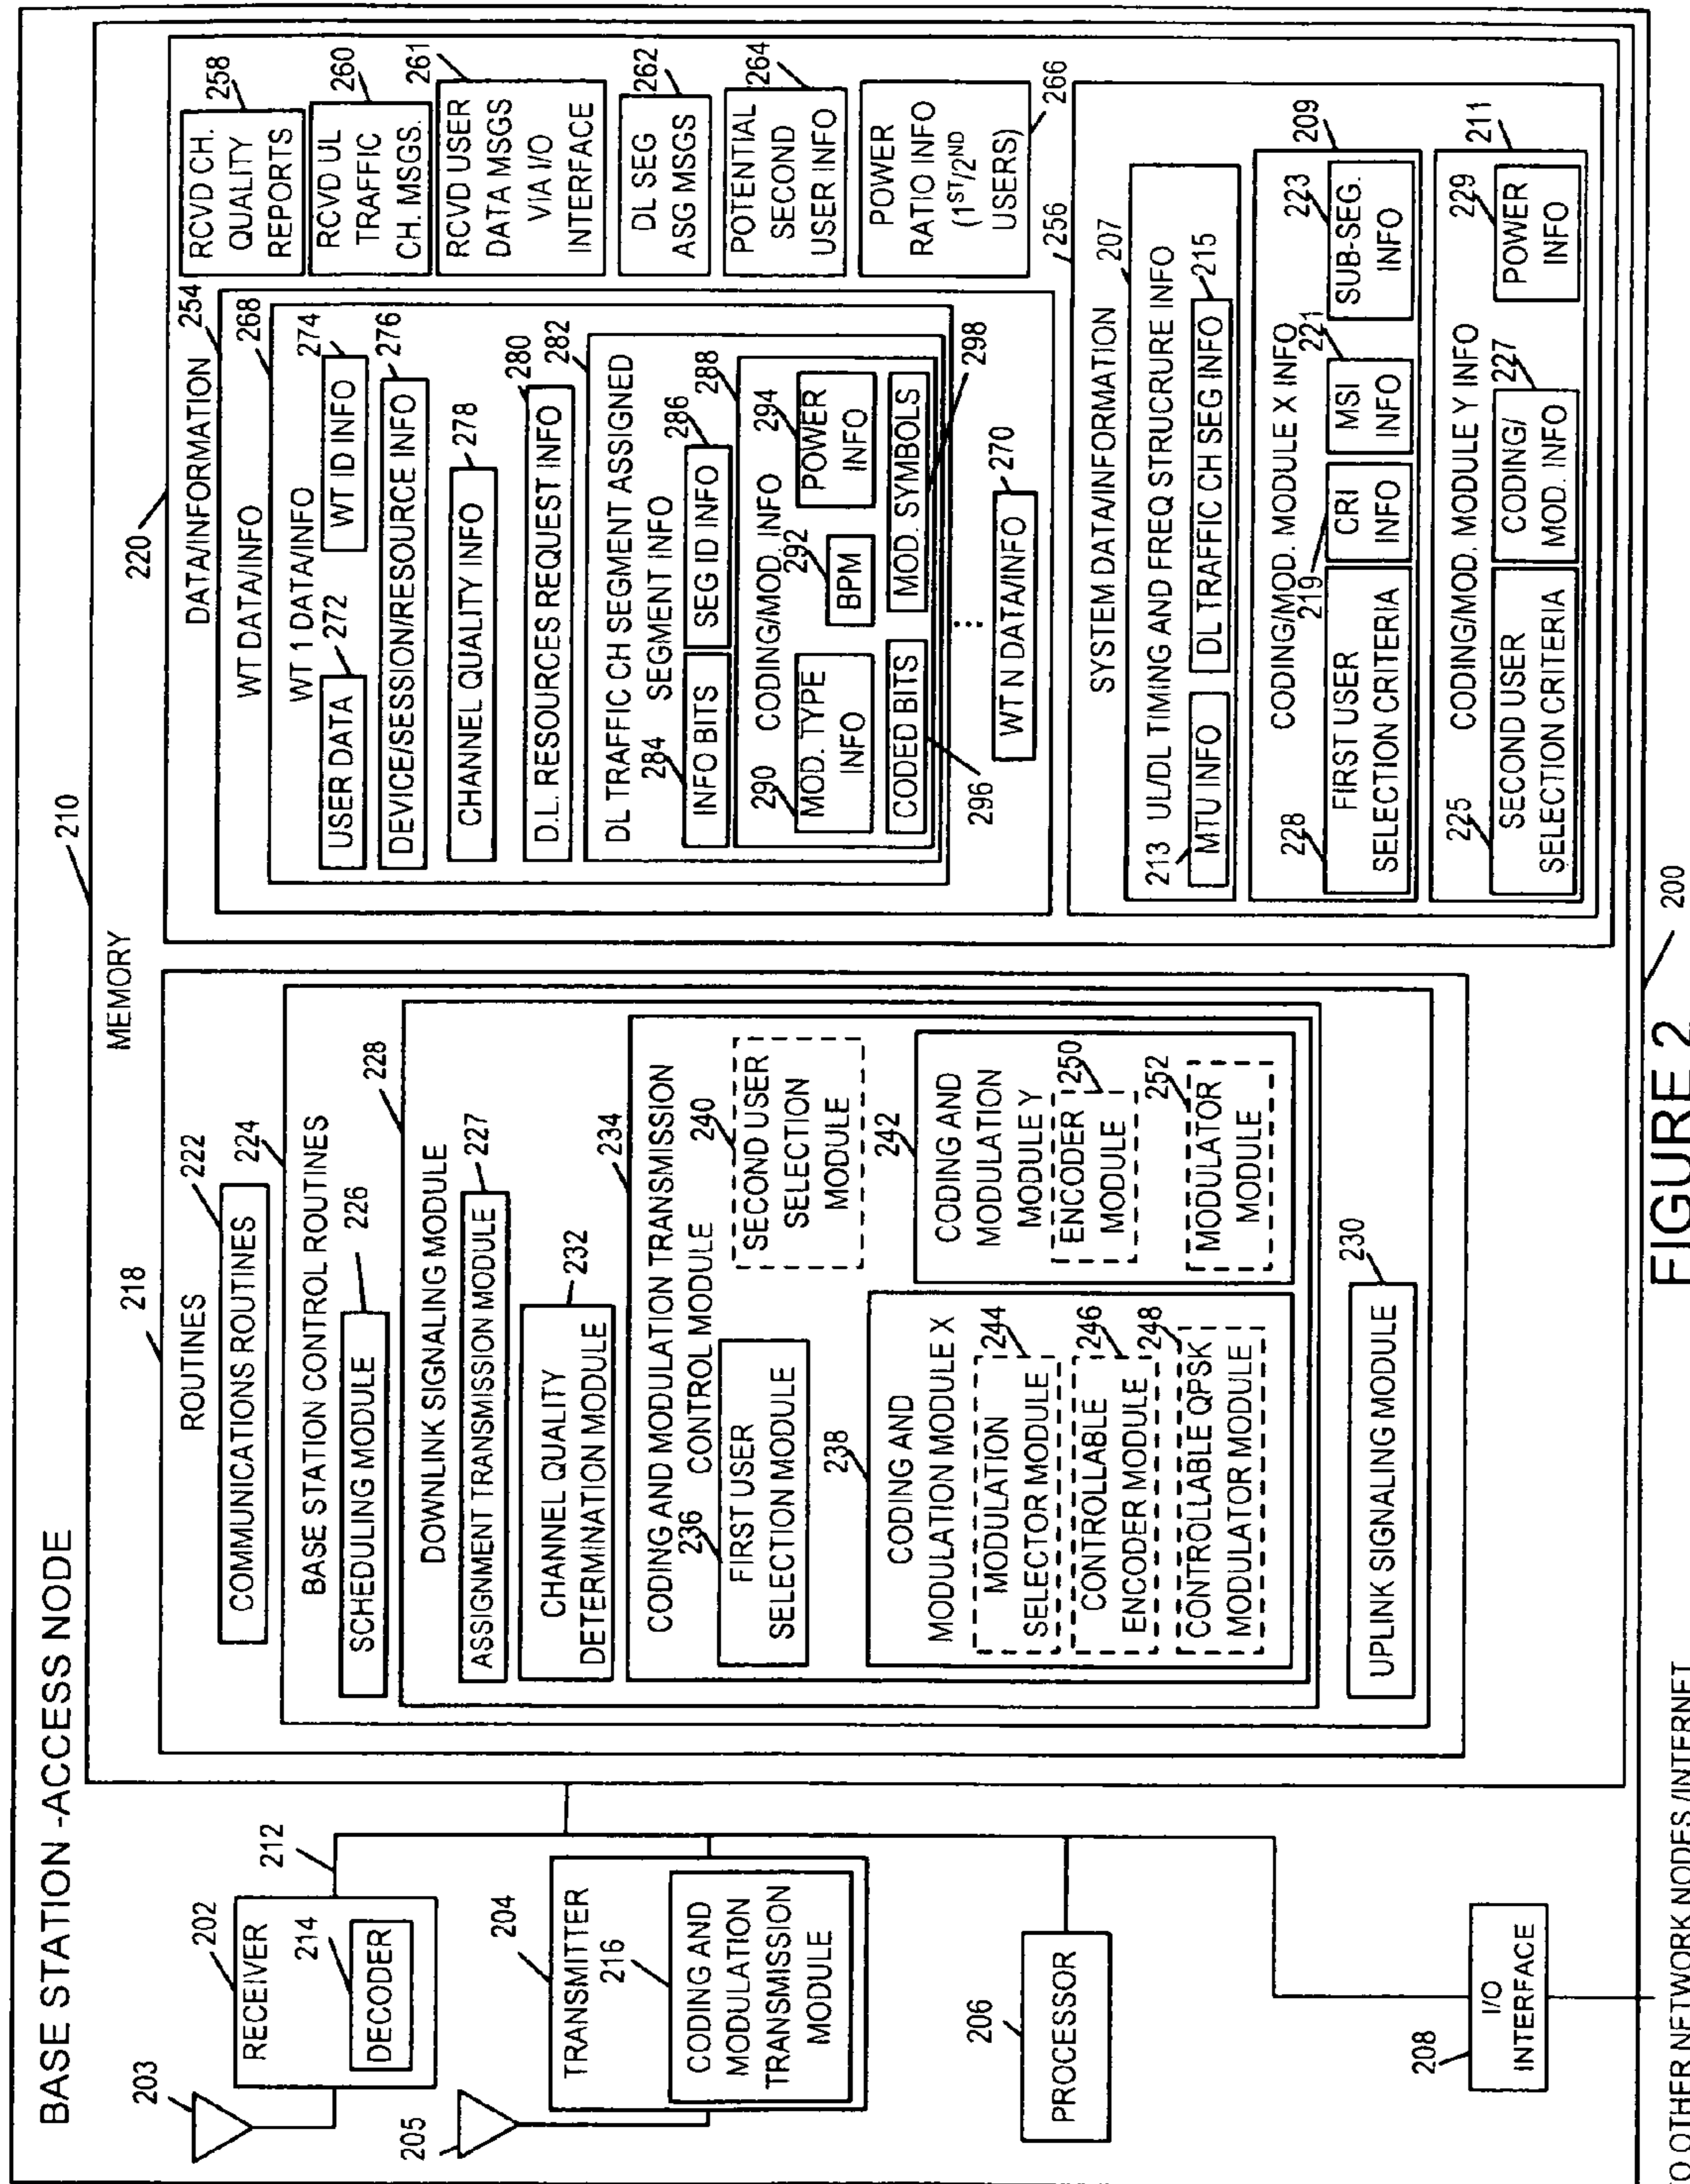 BASE STATION -ACCESS NODE
203
202
RECEIVER
214
DECODER
212
205
204
TRANSMITTER
216
CODING AND
MODULATION
TRANSMISSION
MODULE
206
PROCESSOR
208
I/O
INTERFACE
TO OTHER NETWORK NODES /INTERNET
210
MEMORY
218
ROUTINES
222
COMMUNICATIONS ROUTINES
224
BASE STATION CONTROL ROUTINES
226
SCHEDULING MODULE
228
DOWNLINK SIGNALING MODULE
227
ASSIGNMENT TRANSMISSION MODULE
232
CHANNEL QUALITY
DETERMINATION MODULE
234
CODING AND MODULATION TRANSMISSION
236
CONTROL MODULE
240
FIRST USER
SELECTION MODULE
SECOND USER
SELECTION
MODULE
238
CODING AND
MODULATION MODULE X
244
MODULATION
SELECTOR MODULE
246
CONTROLLABLE
ENCODER MODULE
248
CONTROLLABLE QPSK
MODULATOR MODULE
242
CODING AND
MODULATION
MODULE Y
250
ENCODER
MODULE
252
MODULATOR
MODULE
230
UPLINK SIGNALING MODULE
220
DATA/INFORMATION
254
WT DATA/INFO
268
WT 1 DATA/INFO
272
USER DATA
274
WT ID INFO
276
DEVICE/SESSION/RESOURCE INFO
278
CHANNEL QUALITY INFO
280
D.L. RESOURCES REQUEST INFO
282
DL TRAFFIC CH SEGMENT ASSIGNED
SEGMENT INFO
284
INFO BITS
286
SEG ID INFO
288
290
CODING/MOD. INFO
MOD. TYPE
INFO
292
BPM
294
POWER
INFO
CODED BITS
296
MOD. SYMBOLS
298
WT N DATA/INFO
270
RCVD CH.
QUALITY
REPORTS
258
RCVD UL
TRAFFIC
CH. MSGS.
260
RCVD USER
DATA MSGS
VIA I/O
INTERFACE
261
DL SEG
ASG MSGS
262
POTENTIAL
SECOND
USER INFO
264
POWER
RATIO INFO
(1ST/2ND
USERS)
266
256
SYSTEM DATA/INFORMATION
207
213
UL/DL TIMING AND FREQ STRUCRURE INFO
MTU INFO
DL TRAFFIC CH SEG INFO
215
209
CODING/MOD. MODULE X INFO
228
FIRST USER
SELECTION CRITERIA
219
CRI
INFO
221
MSI
INFO
223
SUB-SEG.
INFO
211
CODING/MOD. MODULE Y INFO
225
SECOND USER
SELECTION CRITERIA
227
CODING/
MOD. INFO
229
POWER
INFO
200
FIGURE 2